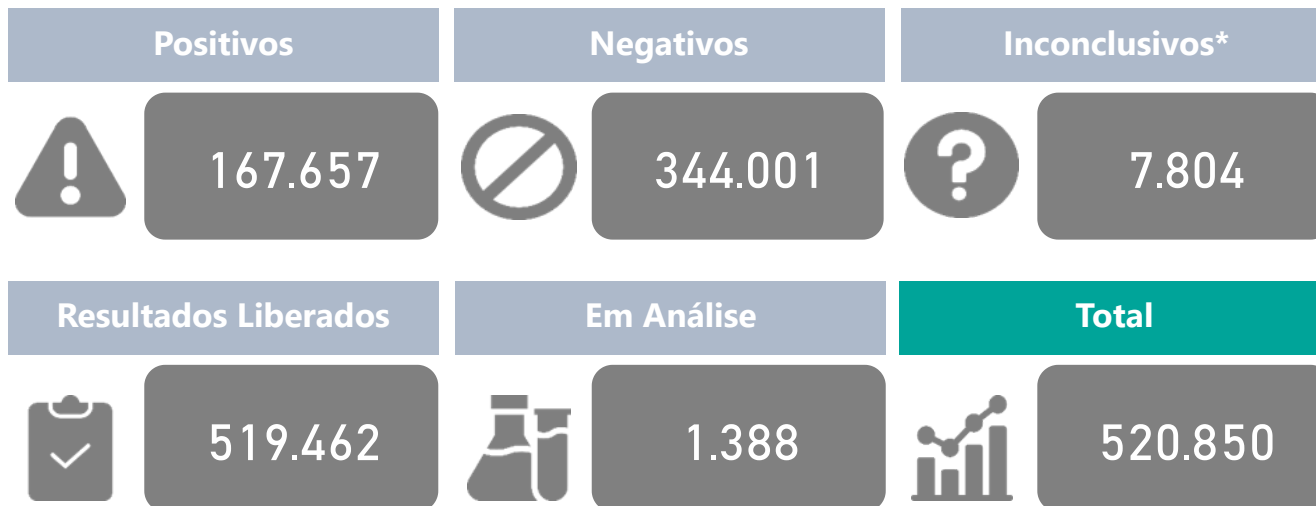 Positivos
Negativos
Inconclusivos*
167.657
344.001
7.804
Resultados Liberados
Em Análise
Total
519.462
1.388
520.850